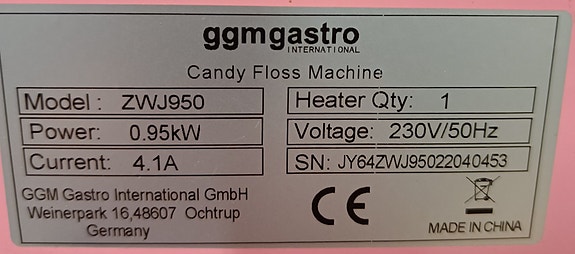 ggmgastro
INTERNATIONAL
Candy Floss Machine
Model : ZWJ950
Heater Qty: 1
Power: 0.95kW
Voltage: 230V/50Hz
Current: 4.1A
SN: JY64ZWJ95022040453
GGM Gastro International GmbH
Weinerpark 16,48607 Ochtrup
Germany
CE
MADE IN CHINA